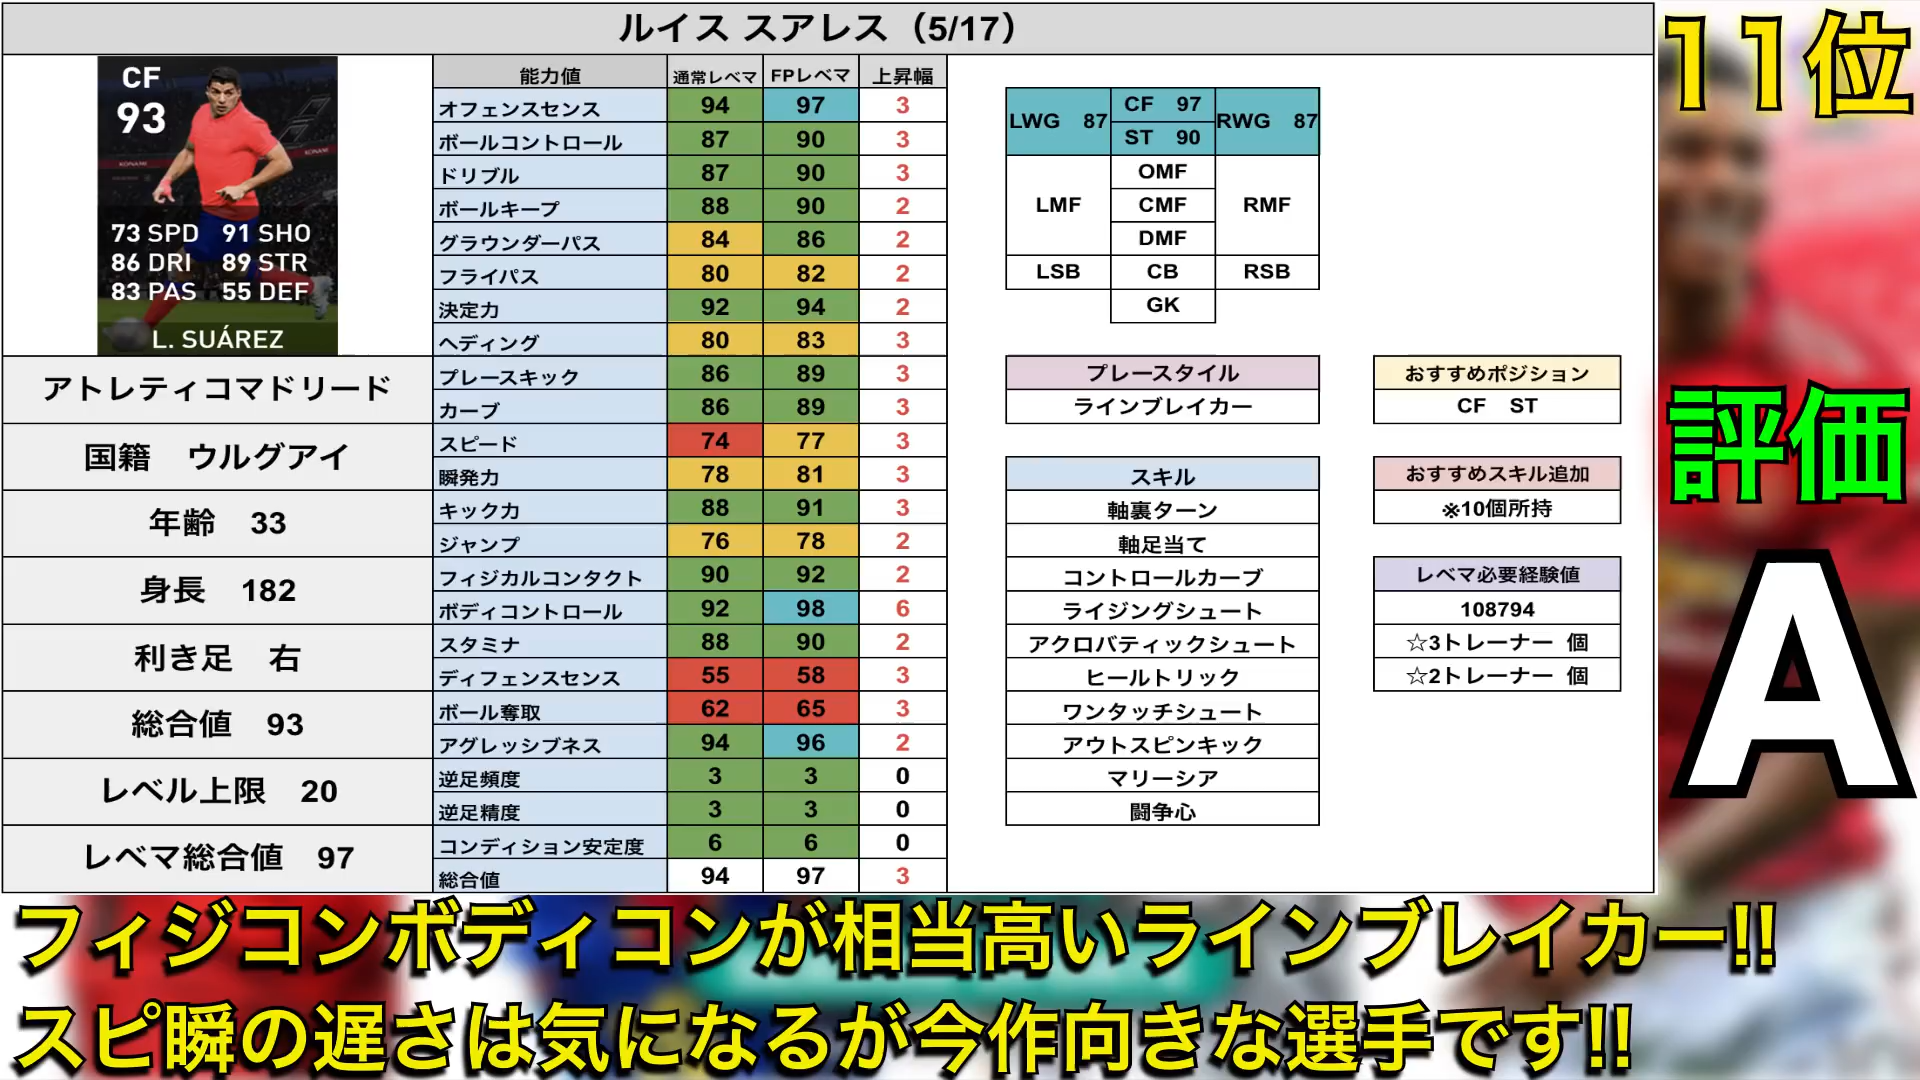 ルイス スアレス（5/17）
11位
CF
93
73 SPD 91 SHO
86 DRI 89 STR
83 PAS 55 DEF
L. SUÁREZ
アトレティコマドリード
国籍 ウルグアイ
年齢 33
身長 182
利き足 右
総合値 93
レベル上限 20
レベマ総合値 97
能力値 通常レベマ FPレベマ 上昇幅
オフェンスセンス 94 97 3
ボールコントロール 87 90 3
ドリブル 87 90 3
ボールキープ 88 90 2
グラウンダーパス 84 86 2
フライパス 80 82 2
決定力 92 94 2
ヘディング 80 83 3
プレースキック 86 89 3
カーブ 86 89 3
スピード 74 77 3
瞬発力 78 81 3
キック力 88 91 3
ジャンプ 76 78 2
フィジカルコンタクト 90 92 2
ボディコントロール 92 98 6
スタミナ 88 90 2
ディフェンスセンス 55 58 3
ボール奪取 62 65 3
アグレッシブネス 94 96 2
逆足頻度 3 3 0
逆足精度 3 3 0
コンディション安定度 6 6 0
総合値 94 97 3
LWG 87 CF 97 RWG 87
ST 90
OMF
LMF CMF RMF
DMF
LSB CB RSB
GK
プレースタイル
ラインブレイカー
スキル
軸裏ターン
軸足当て
コントロールカーブ
ライジングシュート
アクロバティックシュート
ヒールトリック
ワンタッチシュート
アウトスピンキック
マリーシア
闘争心
おすすめポジション
CF ST
おすすめスキル追加
※10個所持
レベマ必要経験値
108794
☆3トレーナー 個
☆2トレーナー 個
評価
A
フィジコンボディコンが相当高いラインブレイカー!!
スピ瞬の遅さは気になるが今作向きな選手です!!